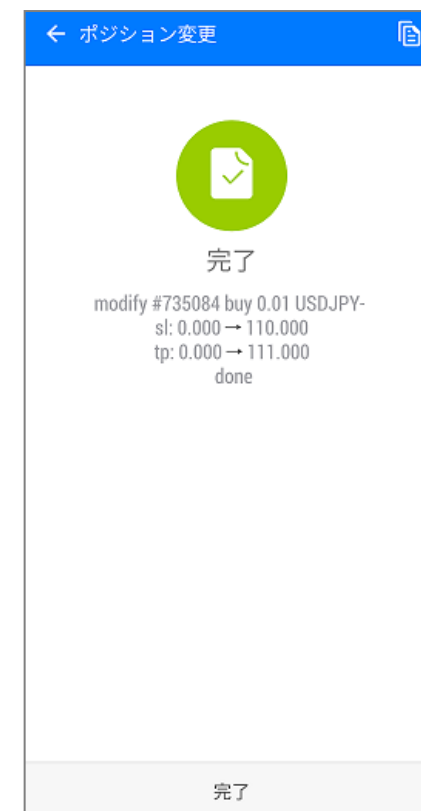 ポジション変更
完了
modify #735084 buy 0.01 USDJPY-
sl: 0.000 → 110.000
tp: 0.000 → 111.000
done
完了